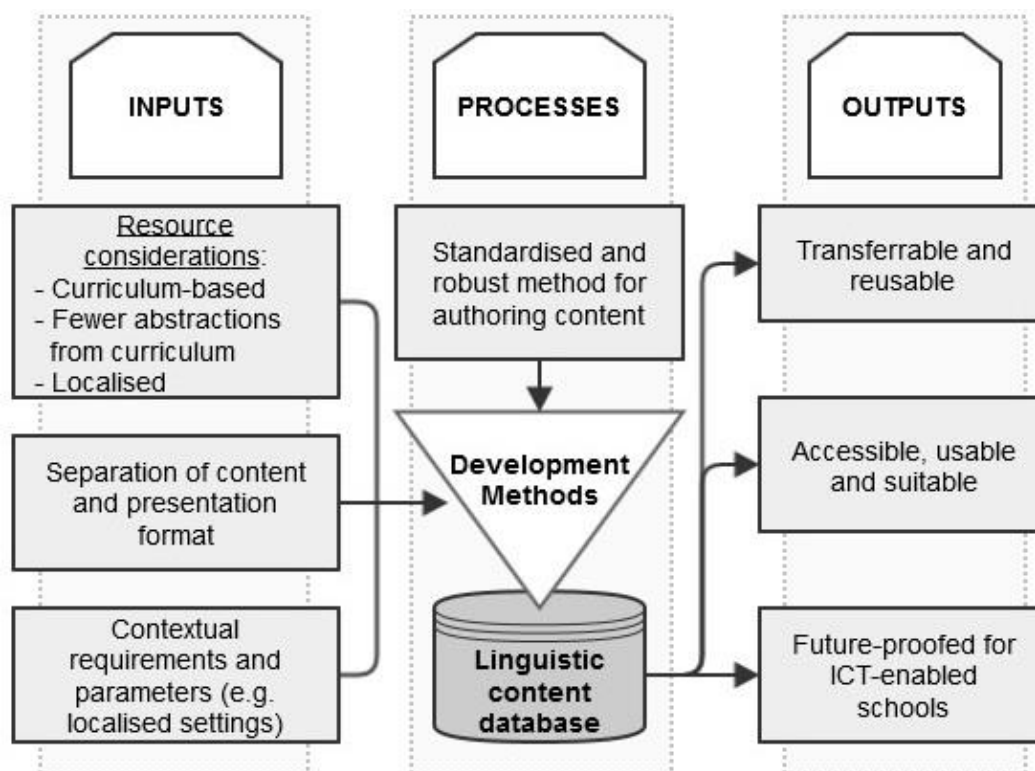 INPUTS
Resource
considerations:
- Curriculum-based
- Fewer abstractions
from curriculum
- Localised
Separation of content
and presentation
format
Contextual
requirements and
parameters (e.g.
localised settings)
PROCESSES
Standardised and
robust method for
authoring content
Development
Methods
Linguistic
content
database
OUTPUTS
Transferrable and
reusable
Accessible, usable
and suitable
Future-proofed for
ICT-enabled
schools